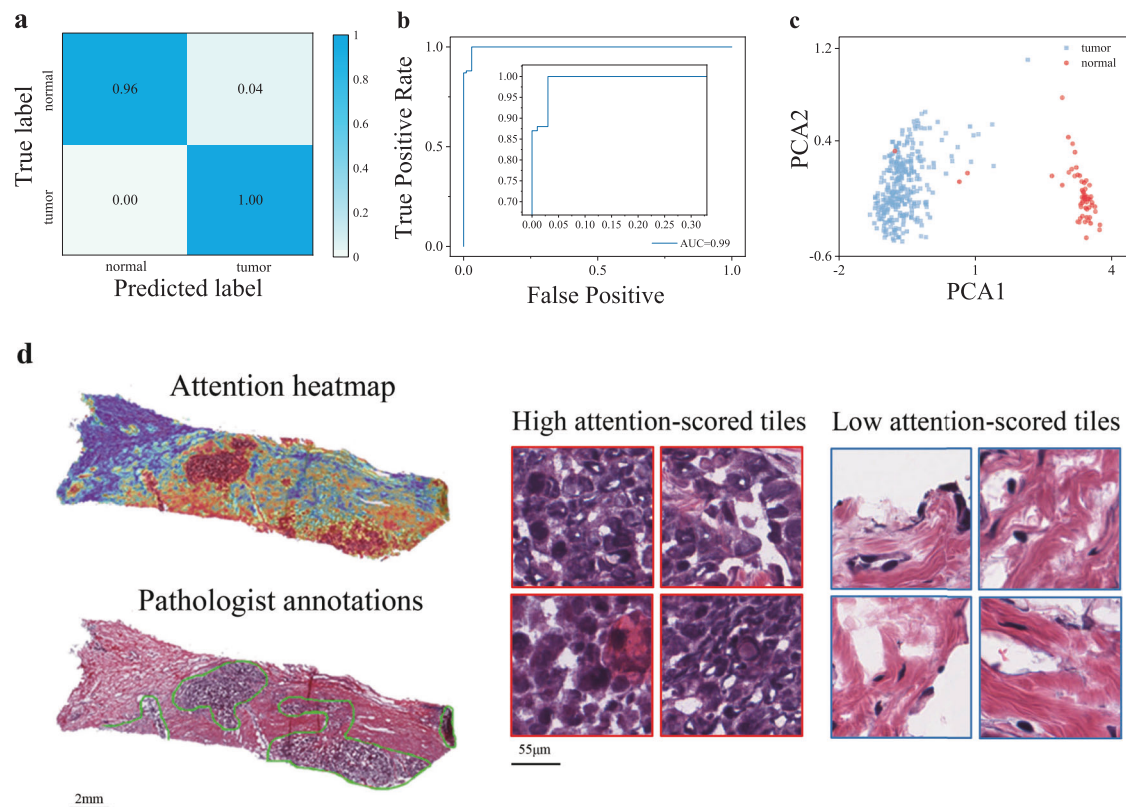 a
True label
normal
tumor
0.96
0.04
0.00
1.00
normal
tumor
Predicted label
1
0.8
0.6
0.4
0.2
0
b
True Positive Rate
1.0
0.5
0.0
0.0
0.5
1.0
False Positive
1.00
0.95
0.90
0.85
0.80
0.75
0.70
0.00
0.05
0.10
0.15
0.20
0.25
0.30
AUC=0.99
c
PCA2
1.2
0.4
-0.6
-2
1
4
PCA1
tumor
normal
d
Attention heatmap
Pathologist annotations
2mm
High attention-scored tiles
55μm
Low attention-scored tiles